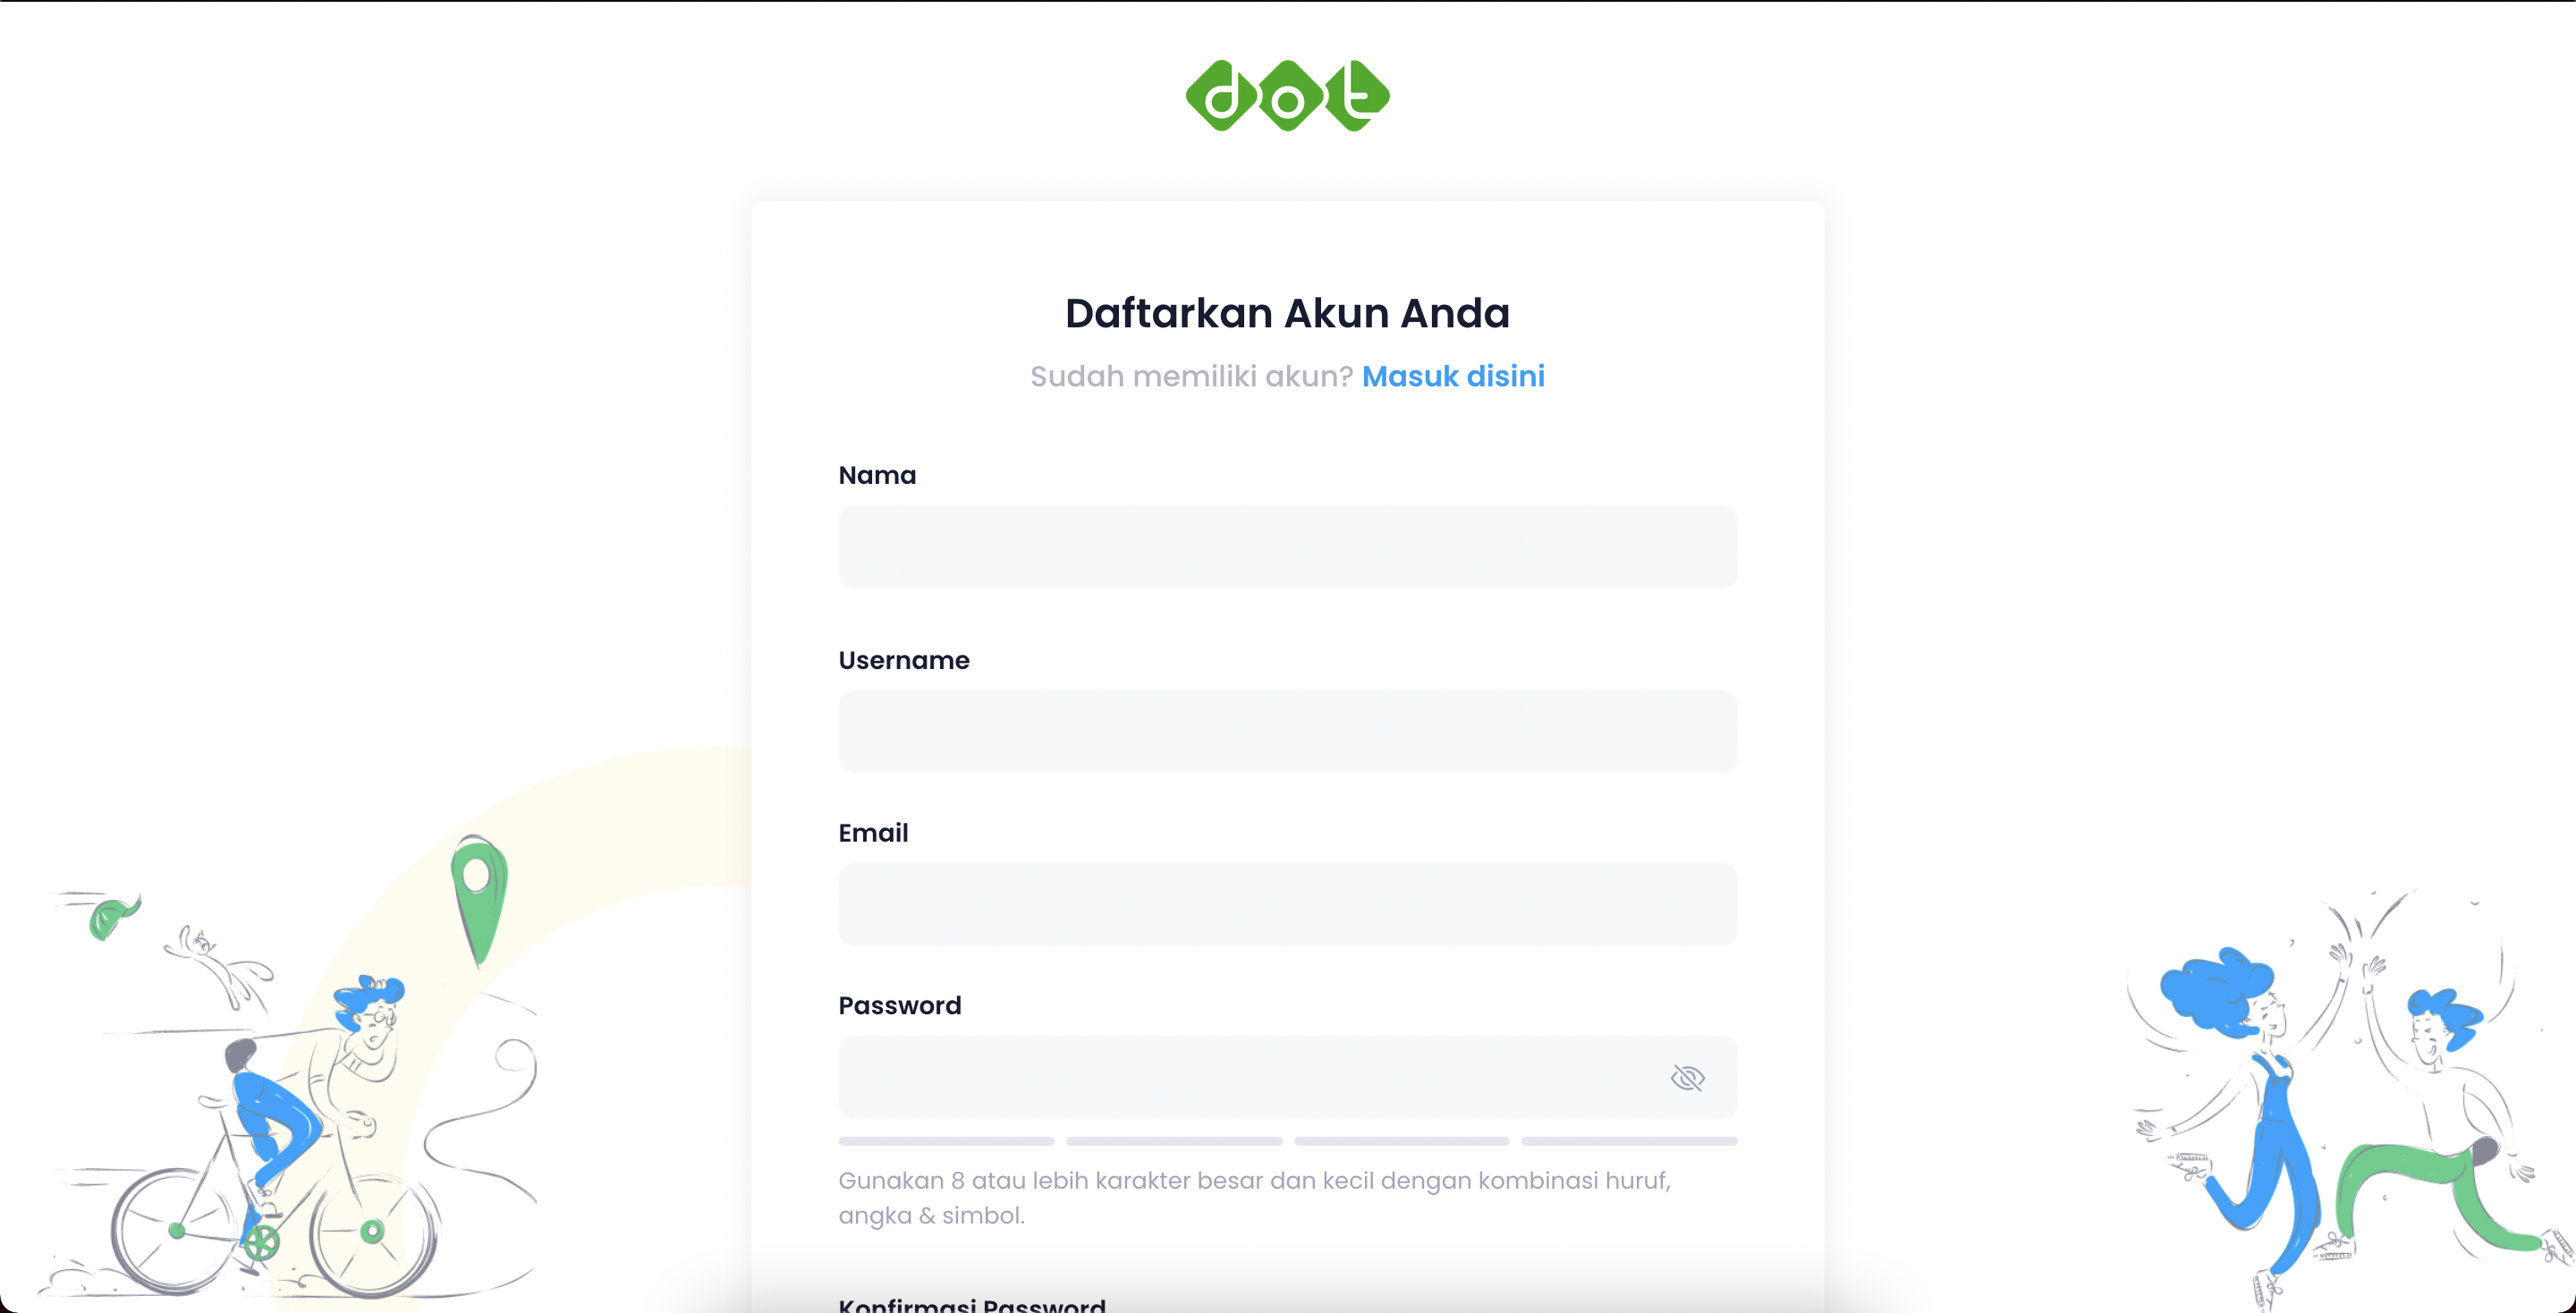 dot
Daftarkan Akun Anda
Sudah memiliki akun? Masuk disini
Nama
Username
Email
Password
Gunakan 8 atau lebih karakter besar dan kecil dengan kombinasi huruf,
angka & simbol.
Konfirmasi Password